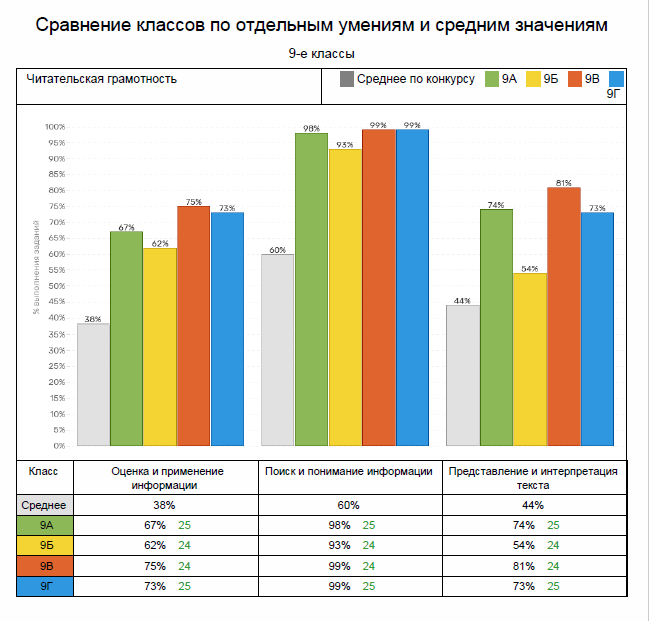 Сравнение классов по отдельным умениям и средним значениям
9-е классы
Читательская грамотность
Среднее по конкурсу 9А 9Б 9В 9Г
% выполнения заданий
100%
95%
90%
85%
80%
75%
70%
65%
60%
55%
50%
45%
40%
35%
30%
25%
20%
15%
10%
5%
0%
38% 67% 62% 75% 73%
60% 98% 93% 99% 99%
44% 74% 54% 81% 73%
Класс Оценка и применение информации Поиск и понимание информации Представление и интерпретация текста
Среднее 38% 60% 44%
9А 67% 25 98% 25 74% 25
9Б 62% 24 93% 24 54% 24
9В 75% 24 99% 24 81% 24
9Г 73% 25 99% 25 73% 25